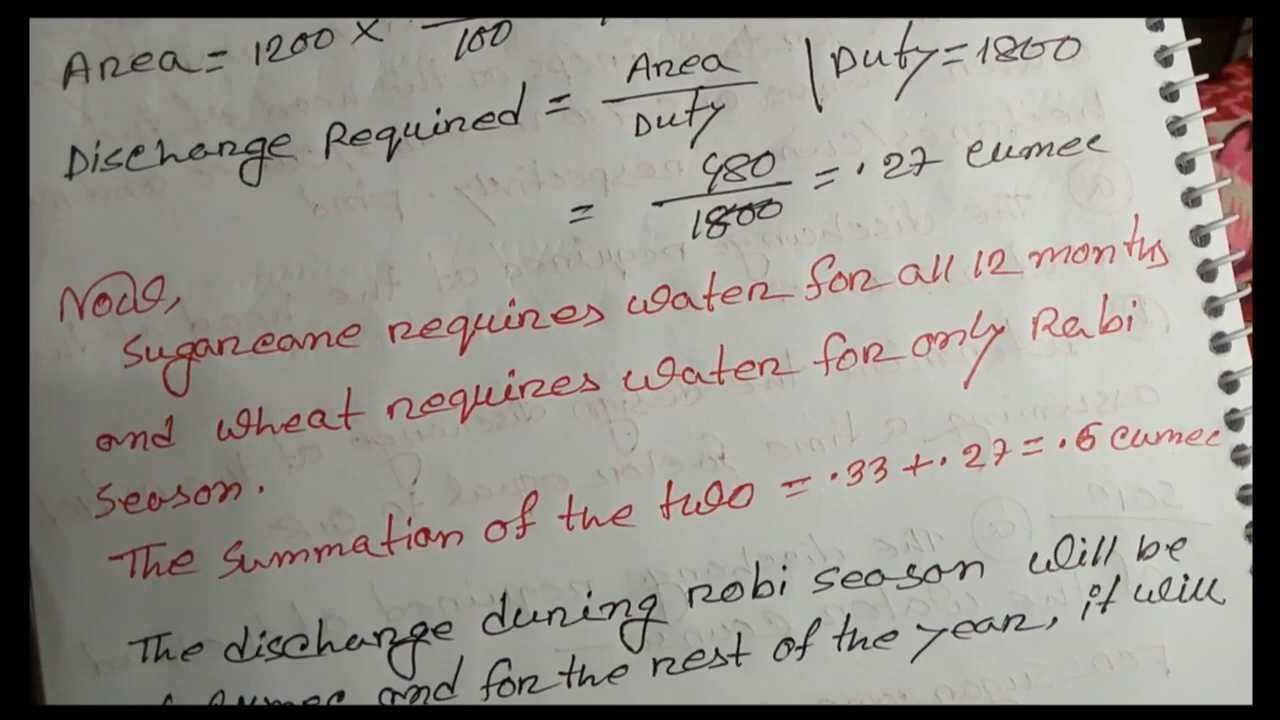 Area = 1200 × /100
Discharge Required = Area/Duty | Duty = 1800
= 480/1800 = .27 cumec
Now,
Sugarcane requires water for all 12 months
and wheat requires water for only Rabi
season.
The summation of the two = .33 + .27 = .6 cumec
The discharge during robi season will be
cumec and for the rest of the year, it will